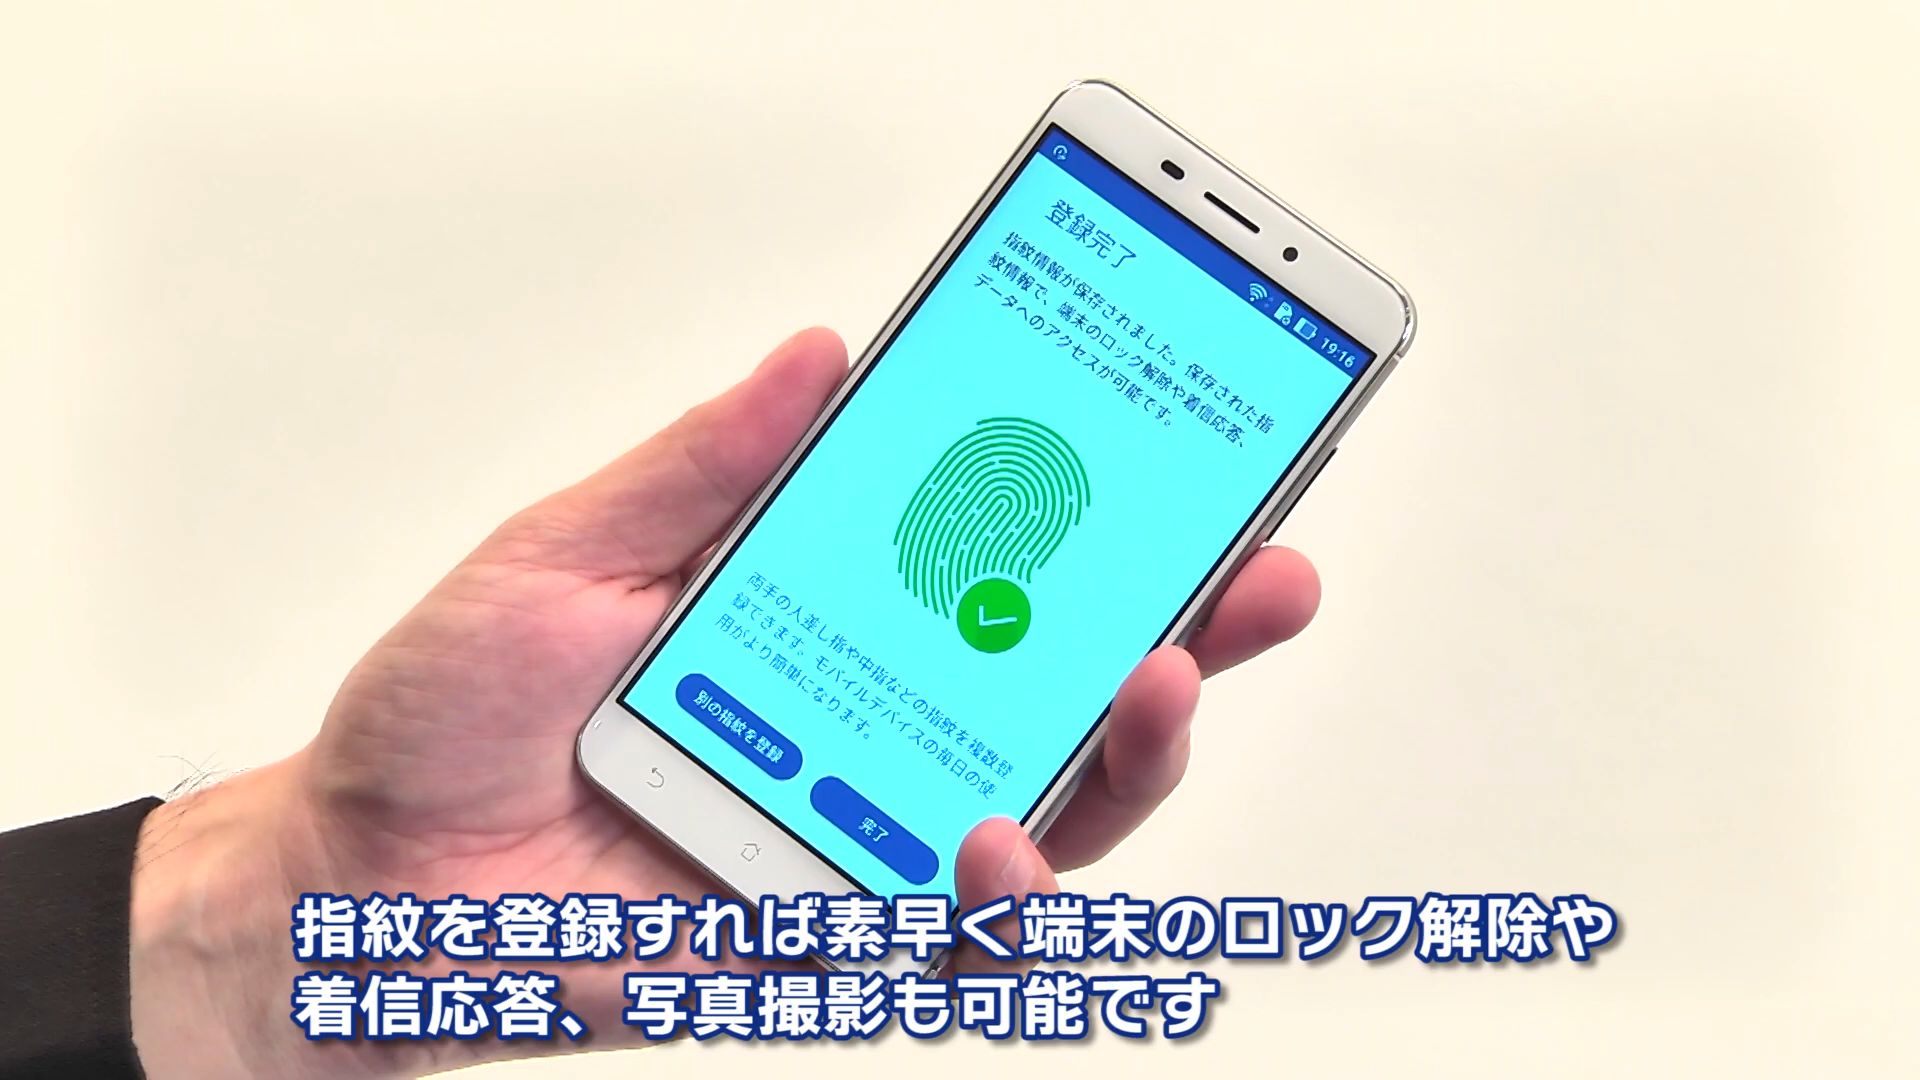 19:16
登録完了
指紋情報が保存されました。保存された指
紋情報で、端末のロック解除や着信応答、
データへのアクセスが可能です。
両手の人差し指や中指などの指紋を複数登
録できます。モバイルデバイスの毎日の使
用がより簡単になります。
別の指紋を登録
完了
指紋を登録すれば素早く端末のロック解除や
着信応答、写真撮影も可能です